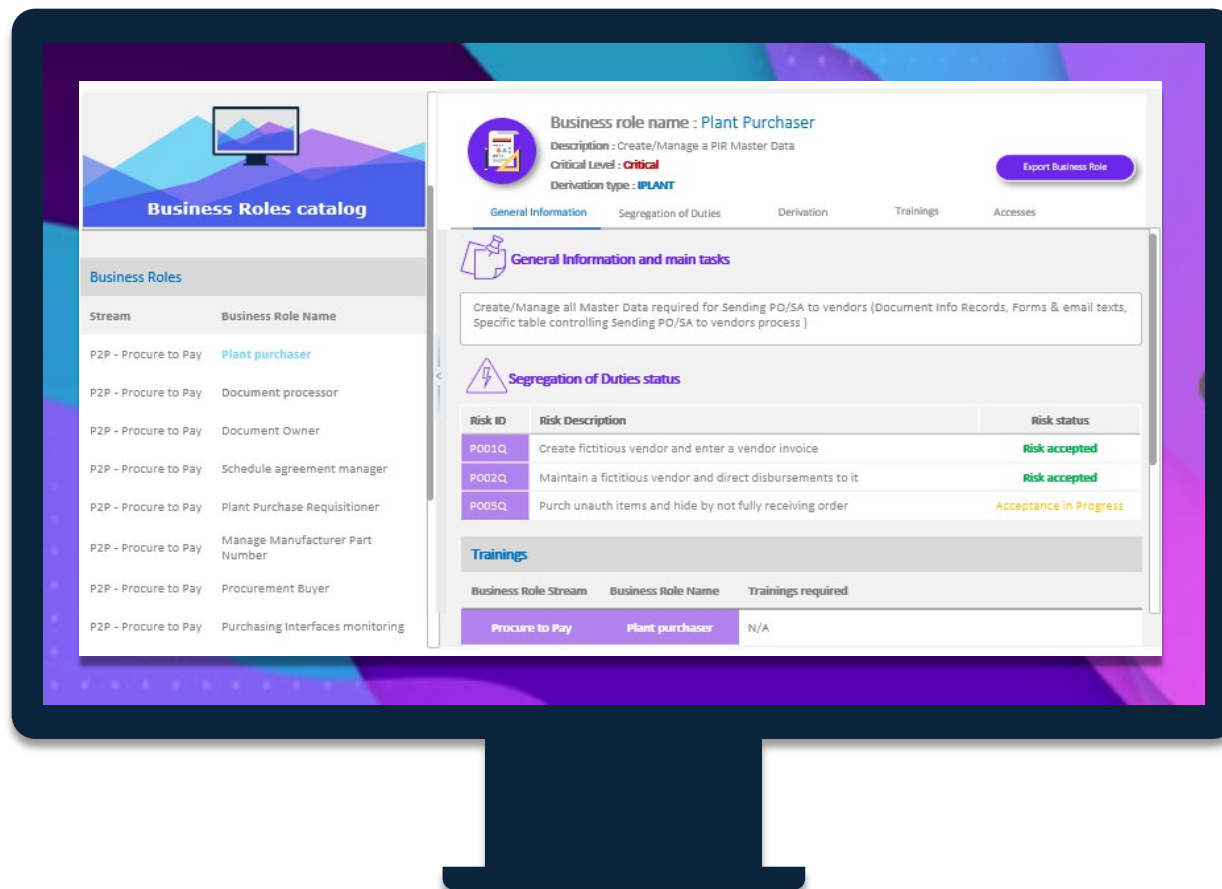 Business Roles catalog
Business Roles
Stream Business Role Name
P2P - Procure to Pay Plant purchaser
P2P - Procure to Pay Document processor
P2P - Procure to Pay Document Owner
P2P - Procure to Pay Schedule agreement manager
P2P - Procure to Pay Plant Purchase Requisitioner
P2P - Procure to Pay Manage Manufacturer Part
Number
P2P - Procure to Pay Procurement Buyer
P2P - Procure to Pay Purchasing Interfaces monitoring
<
Business role name : Plant Purchaser
Description : Create/Manage a PIR Master Data
Critical Level : Critical
Derivation type : IPLANT
Export Business Role
General Information Segregation of Duties Derivation Trainings Accesses
General Information and main tasks
Create/Manage all Master Data required for Sending PO/SA to vendors (Document Info Records, Forms & email texts,
Specific table controlling Sending PO/SA to vendors process )
Segregation of Duties status
Risk ID Risk Description Risk status
P001Q Create fictitious vendor and enter a vendor invoice Risk accepted
P002Q Maintain a fictitious vendor and direct disbursements to it Risk accepted
P005Q Purch unauth items and hide by not fully receiving order Acceptance in Progress
Trainings
Business Role Stream Business Role Name Trainings required
Procure to Pay Plant purchaser N/A